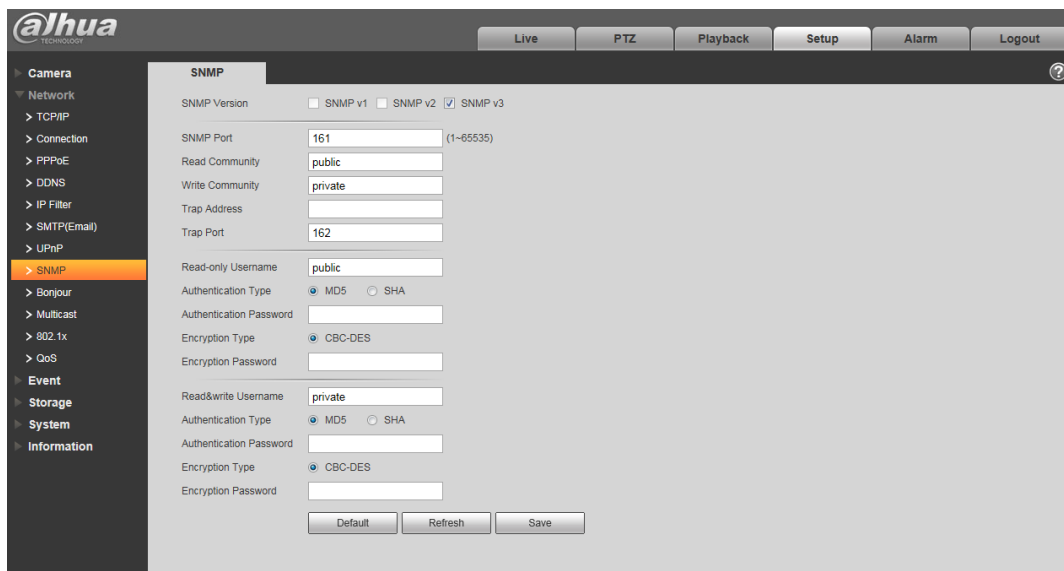 alhua
TECHNOLOGY
Live PTZ Playback Setup Alarm Logout
Camera
Network
> TCP/IP
> Connection
> PPPoE
> DDNS
> IP Filter
> SMTP(Email)
> UPnP
> SNMP
> Bonjour
> Multicast
> 802.1x
> QoS
Event
Storage
System
Information
SNMP
?
SNMP Version SNMP v1 SNMP v2 SNMP v3
SNMP Port 161 (1~65535)
Read Community public
Write Community private
Trap Address
Trap Port 162
Read-only Username public
Authentication Type MD5 SHA
Authentication Password
Encryption Type CBC-DES
Encryption Password
Read&write Username private
Authentication Type MD5 SHA
Authentication Password
Encryption Type CBC-DES
Encryption Password
Default Refresh Save